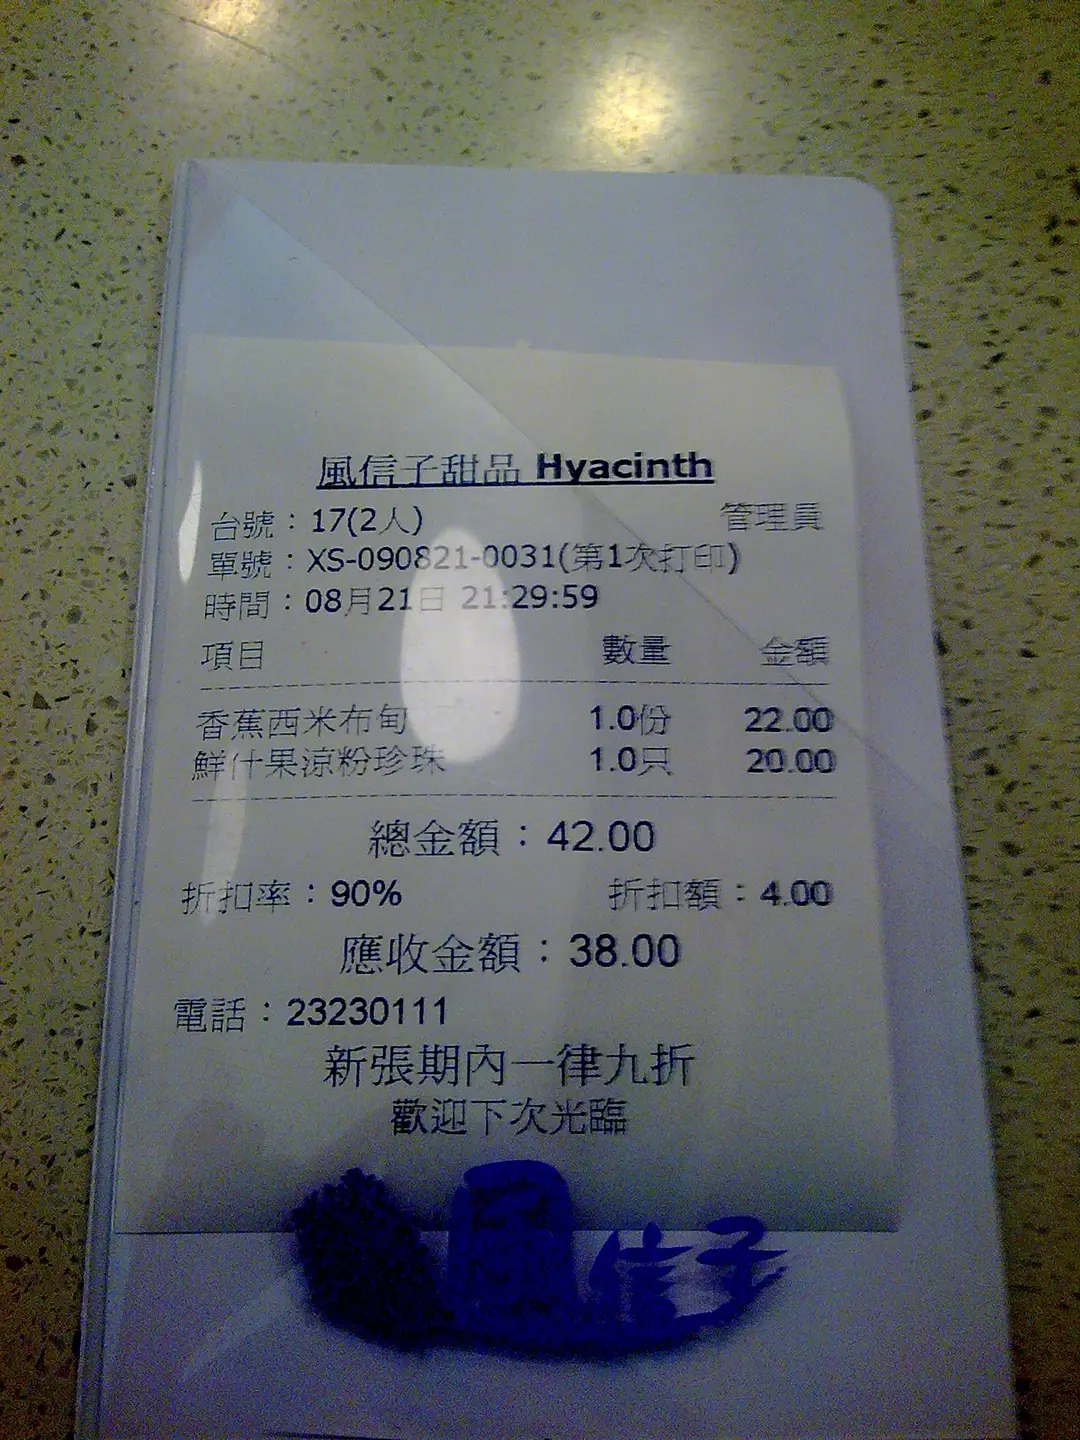 風信子甜品 Hyacinth
台號：17(2人) 管理員
單號：XS-090821-0031(第1次打印)
時間：08月21日 21:29:59
項目 數量 金額
香蕉西米布甸 1.0份 22.00
鮮什果涼粉珍珠 1.0只 20.00
總金額：42.00
折扣率：90% 折扣額：4.00
應收金額：38.00
電話：23230111
新張期內一律九折
歡迎下次光臨
風信子